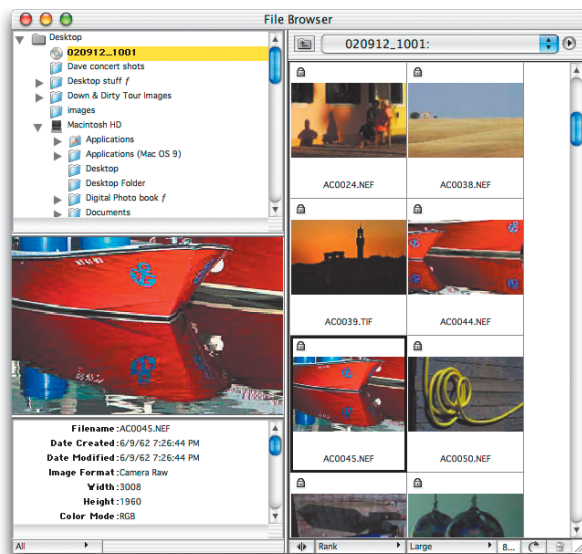 File Browser
Desktop
020912_1001
Dave concert shots
Desktop stuff ƒ
Down & Dirty Tour Images
images
Macintosh HD
Applications
Applications (Mac OS 9)
Desktop
Desktop Folder
Digital Photo book ƒ
Documents
020912_1001:
AC0024.NEF
AC0038.NEF
AC0039.TIF
AC0044.NEF
AC0045.NEF
AC0050.NEF
Filename :AC0045.NEF
Date Created :6/9/62 7:26:44 PM
Date Modified :6/9/62 7:26:44 PM
Image Format :Camera Raw
Width :3008
Height :1960
Color Mode :RGB
All
Rank
Large
8...